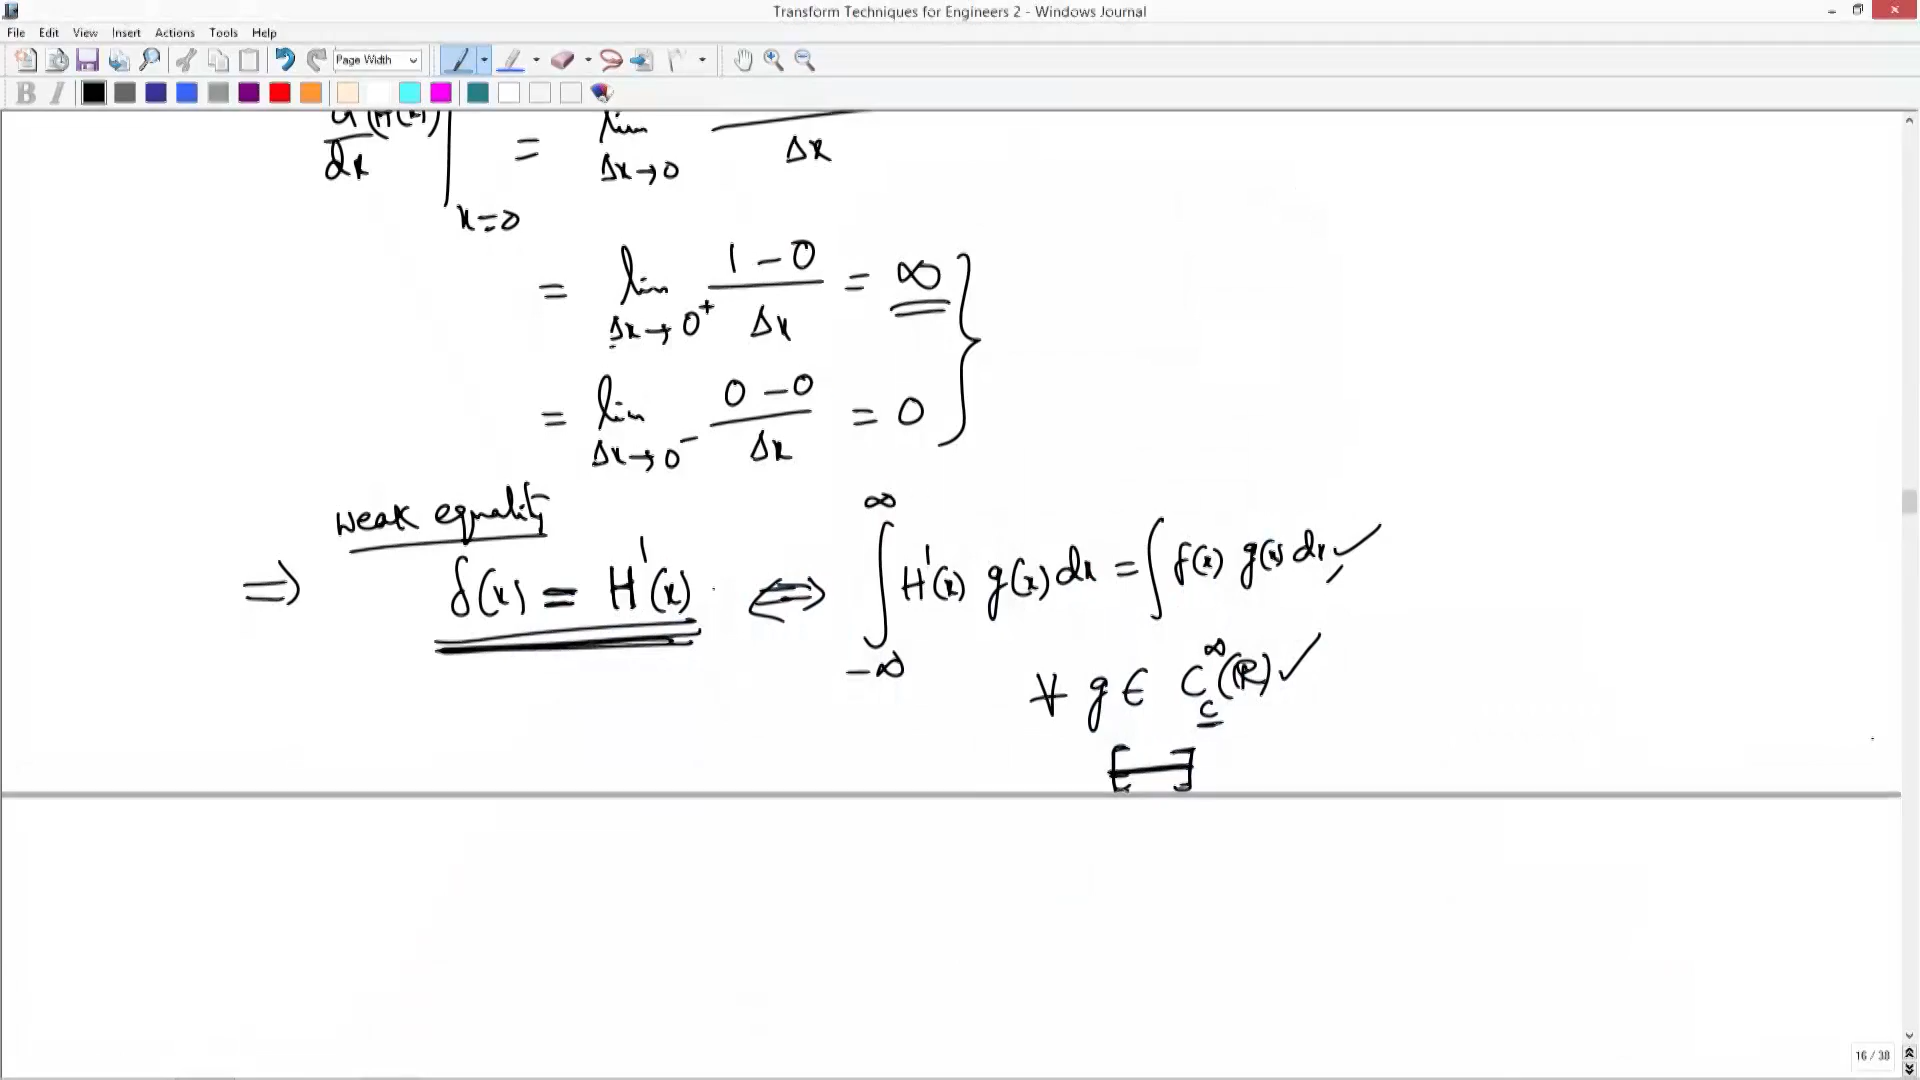 Transform Techniques for Engineers 2 - Windows Journal
File Edit View Insert Actions Tools Help
Page Width
B I
d(H(x))/dx |x=0 = lim Δx→0 /Δx
= lim Δx→0⁺ (1-0)/Δx = ∞
= lim Δx→0⁻ (0-0)/Δx = 0
weak equality
⇒ δ(x) = H'(x) ⇔ ∫_{-∞}^{∞} H'(x) g(x) dx = ∫ f(x) g(x) dx, ✓
∀ g ∈ C_c^∞(ℝ) ✓
[ ]
16 / 38